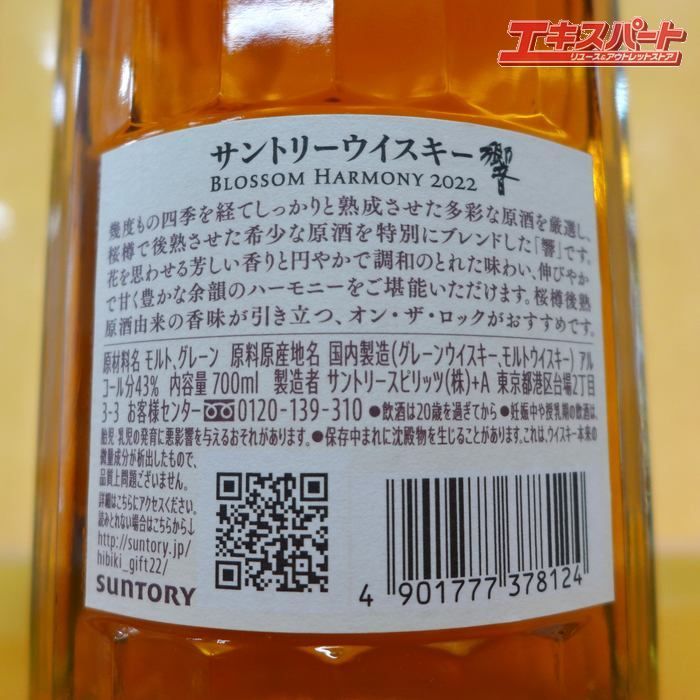 エキスパート
リユース&アウトレットストア
サントリーウイスキー 響
BLOSSOM HARMONY 2022
幾度もの四季を経てしっかりと熟成させた多彩な原酒を厳選し、
桜樽で後熟させた希少な原酒を特別にブレンドした「響」です。
花を思わせる芳しい香りと円やかで調和のとれた味わい、伸びやか
で甘く豊かな余韻のハーモニーをご堪能いただけます。桜樽後熟
原酒由来の香味が引き立つ、オン・ザ・ロックがおすすめです。
原材料名 モルト、グレーン 原料原産地名 国内製造(グレーンウイスキー、モルトウイスキー) アル
コール分43% 内容量 700ml 製造者 サントリースピリッツ(株)+A 東京都港区台場2丁目
3-3 お客様センター 0120-139-310 ●飲酒は20歳を過ぎてから ●妊娠中や授乳期の飲酒は、
胎児・乳児の発育に悪影響を与えるおそれがあります。●保存中まれに沈殿物を生じることがあります。これは、ウイスキー本来の
微量成分が析出したもので、
品質上問題ございません。
詳細はこちらにアクセスください。
読みとれない場合はこちらから↓
http://suntory.jp/
hibiki_gift22/
SUNTORY
4 901777 378124